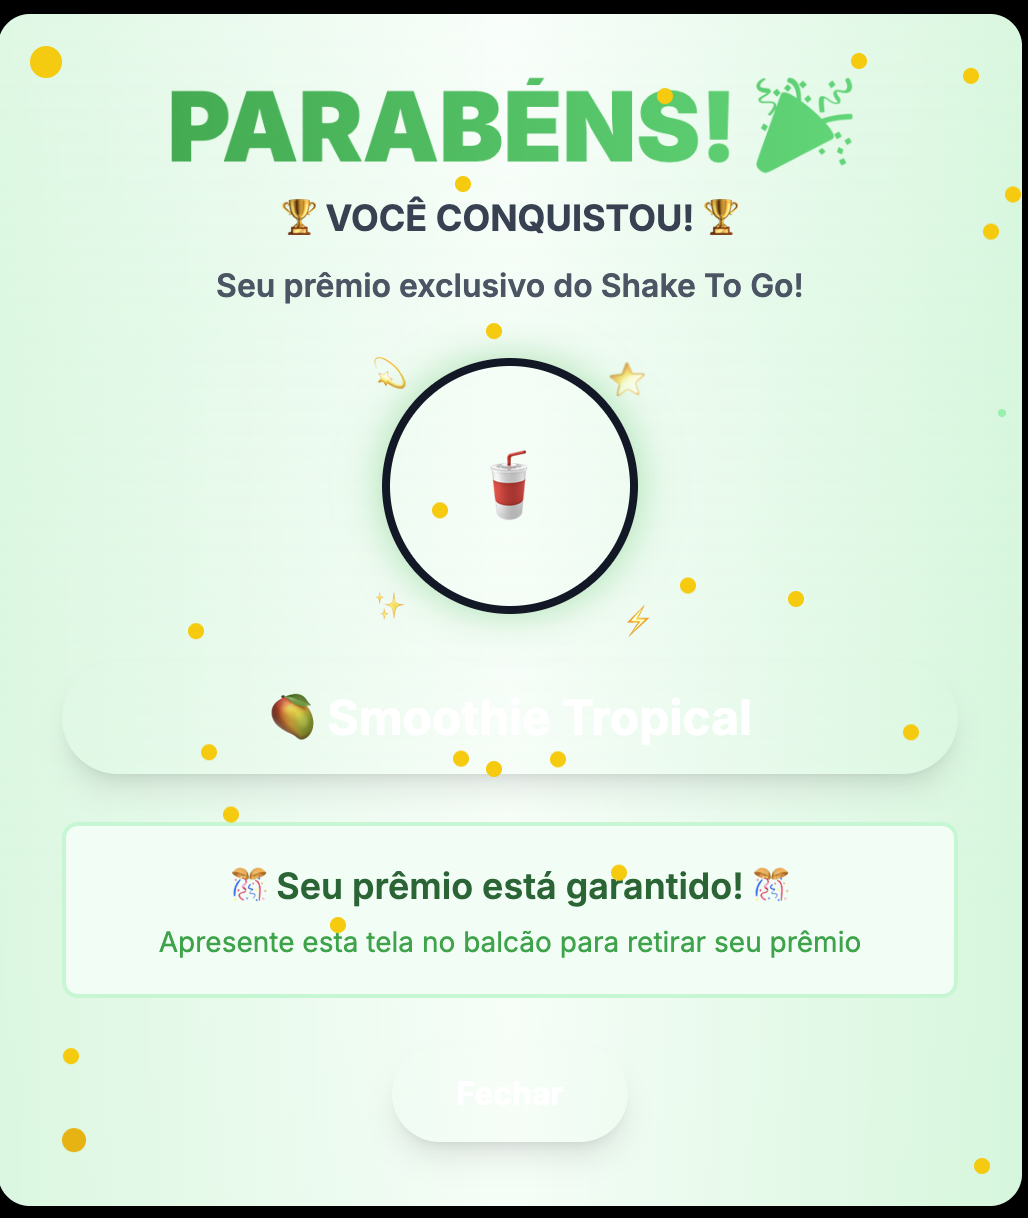 PARABÉNS! 🎉
🏆 VOCÊ CONQUISTOU! 🏆
Seu prêmio exclusivo do Shake To Go!
🥭 Smoothie Tropical
🎊 Seu prêmio está garantido! 🎊
Apresente esta tela no balcão para retirar seu prêmio
Fechar